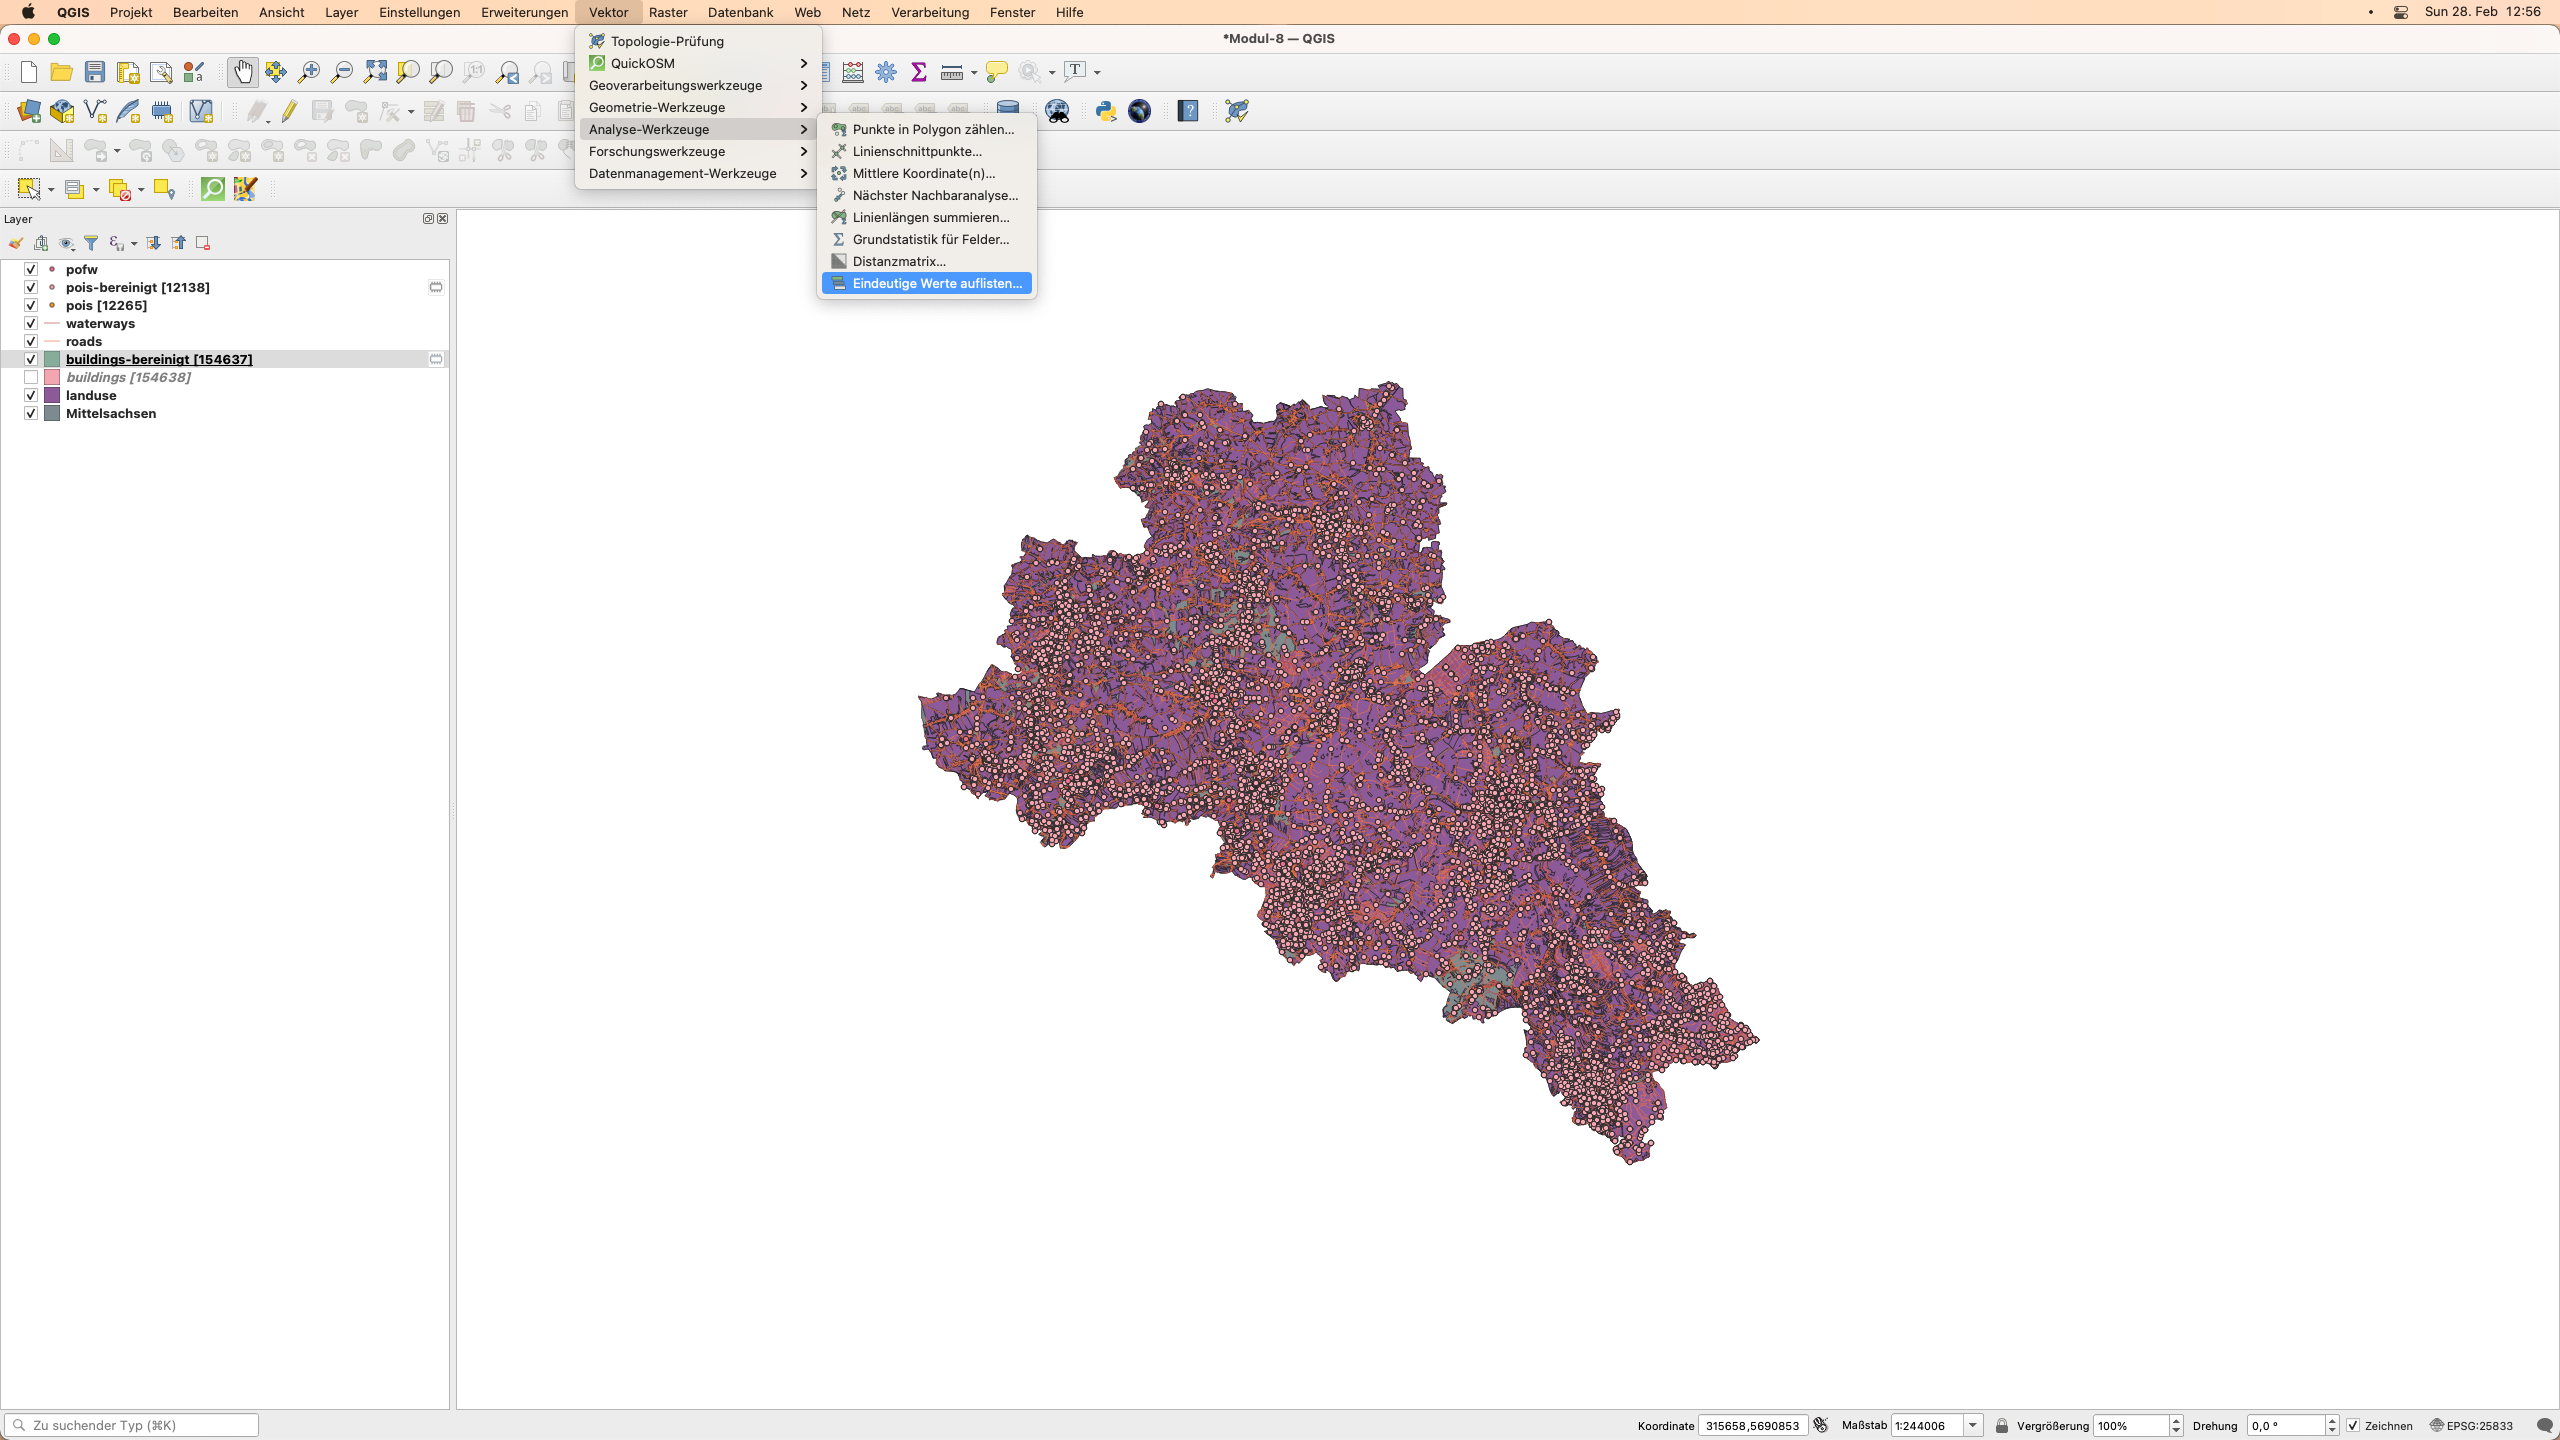 QGIS Projekt Bearbeiten Ansicht Layer Einstellungen Erweiterungen Vektor Raster Datenbank Web Netz Verarbeitung Fenster Hilfe Sun 28. Feb 12:56
*Modul-8 — QGIS
Topologie-Prüfung
QuickOSM
Geoverarbeitungswerkzeuge
Geometrie-Werkzeuge
Analyse-Werkzeuge
Forschungswerkzeuge
Datenmanagement-Werkzeuge
Punkte in Polygon zählen...
Linienschnittpunkte...
Mittlere Koordinate(n)...
Nächster Nachbaranalyse...
Linienlängen summieren...
Grundstatistik für Felder...
Distanzmatrix...
Eindeutige Werte auflisten...
Layer
pofw
pois-bereinigt [12138]
pois [12265]
waterways
roads
buildings-bereinigt [154637]
buildings [154638]
landuse
Mittelsachsen
Zu suchender Typ (⌘K) Koordinate 315658,5690853 Maßstab 1:244006 Vergrößerung 100% Drehung 0,0 ° Zeichnen EPSG:25833